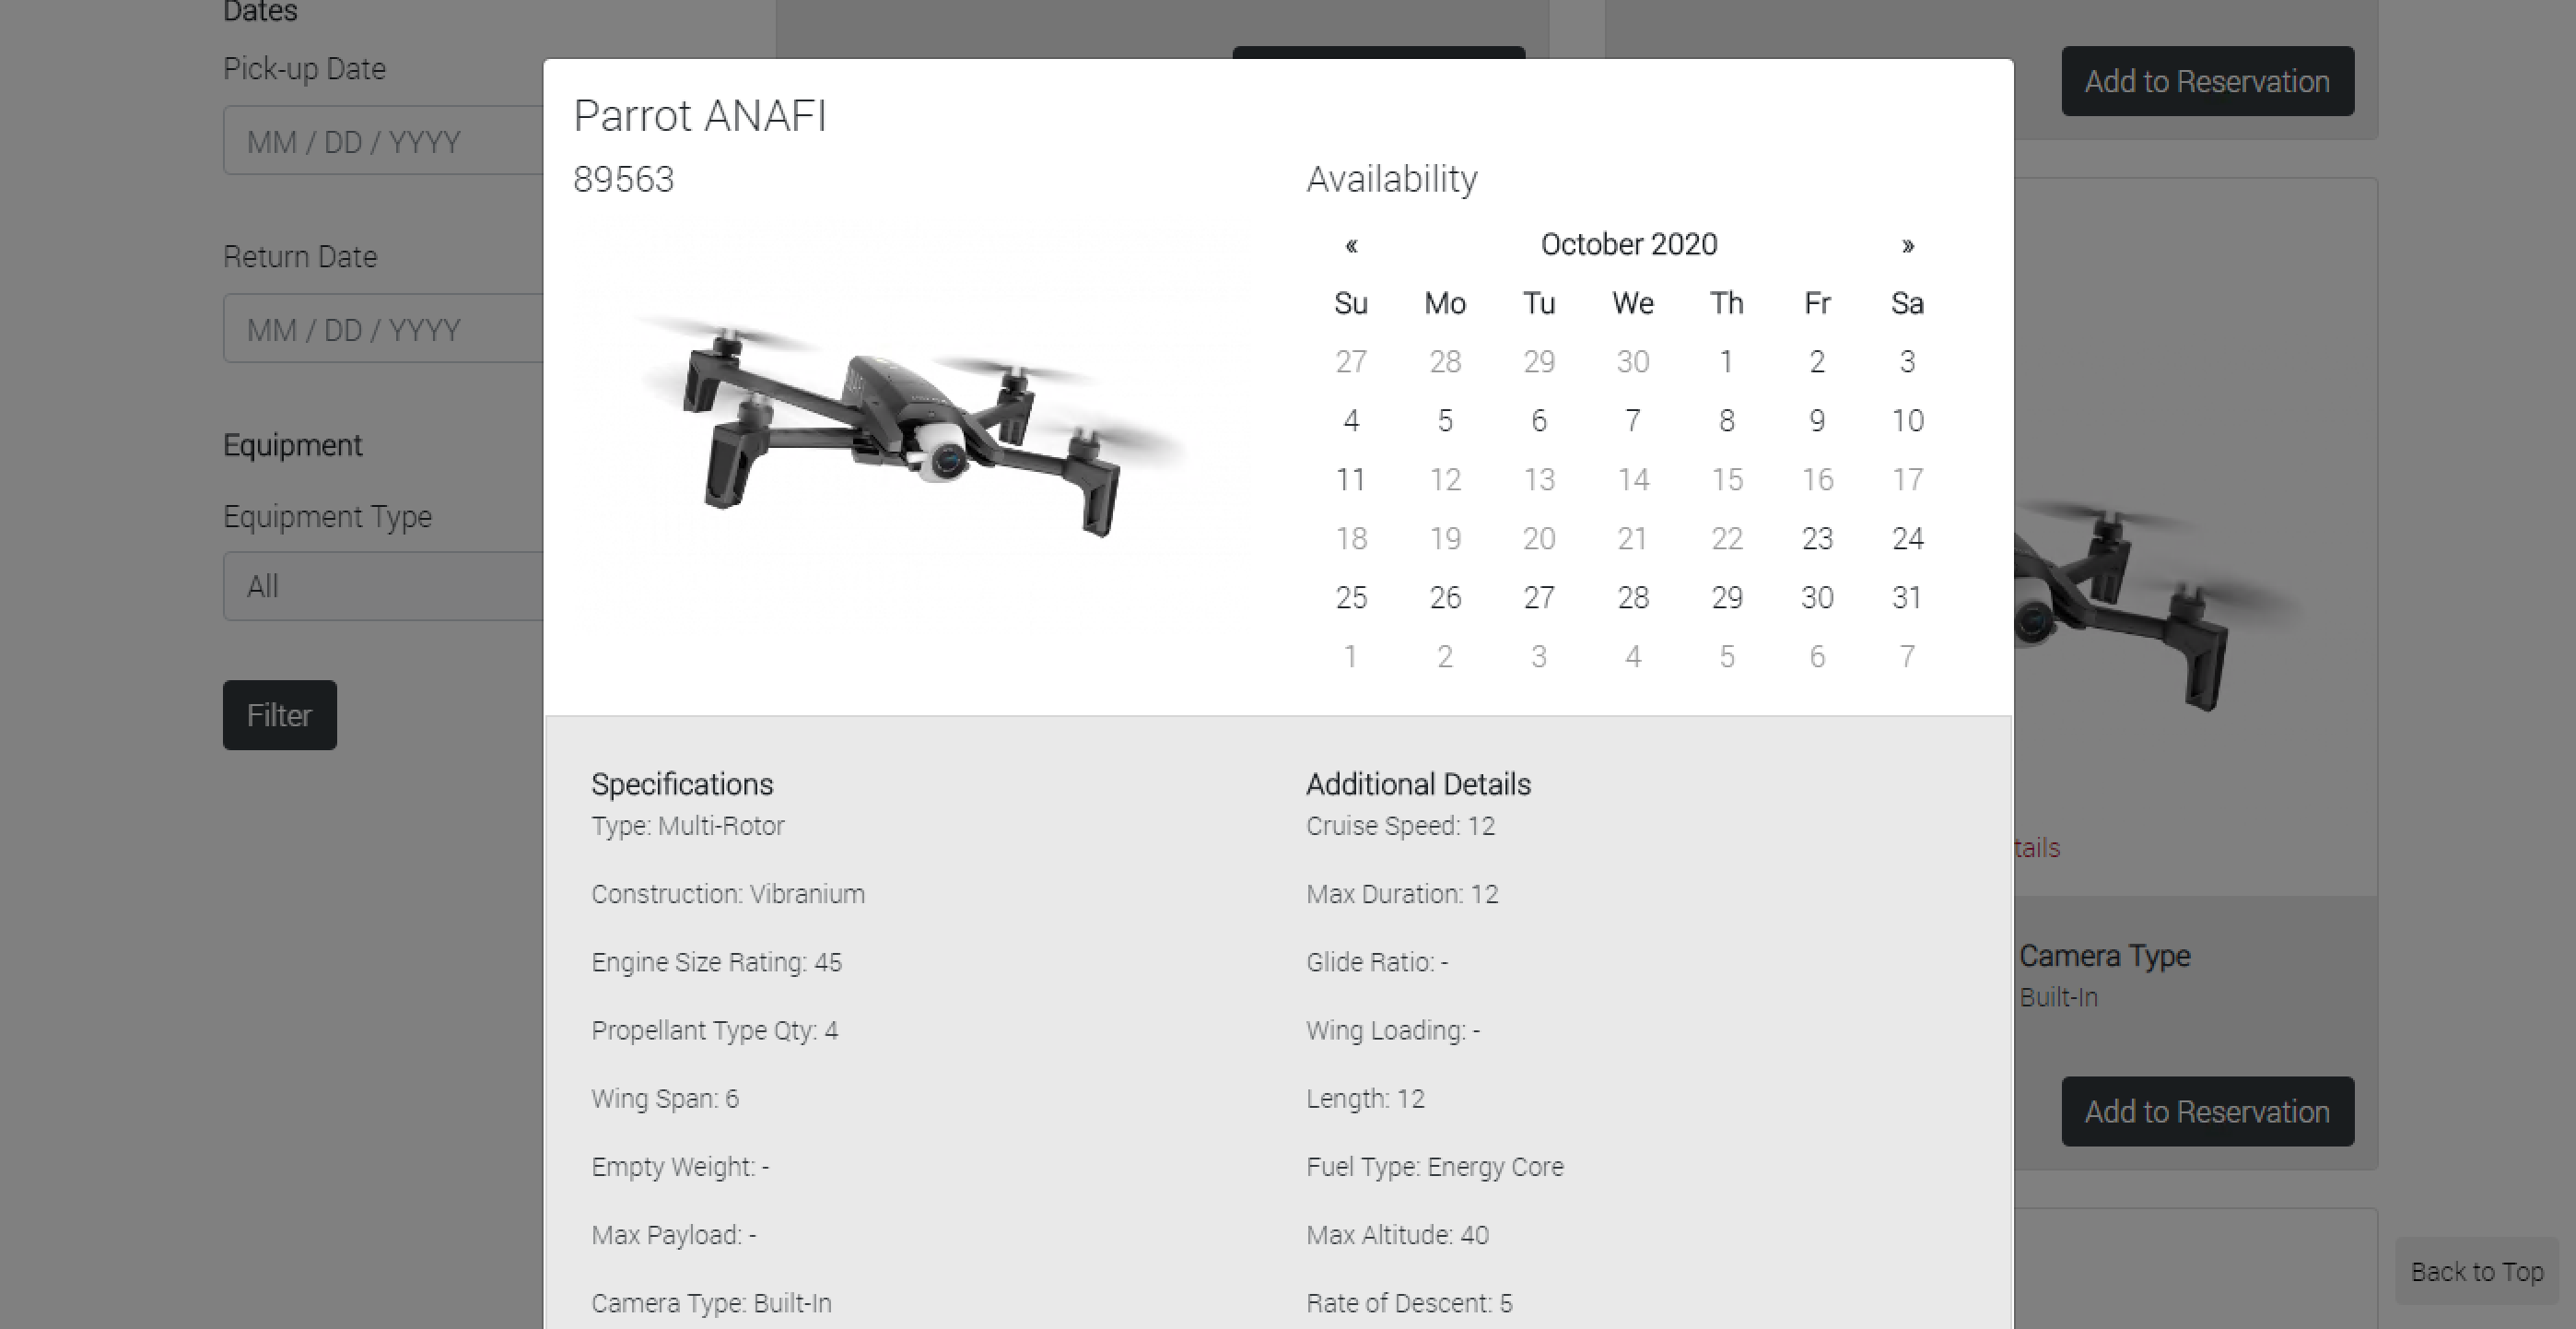 Dates
Pick-up Date
MM / DD / YYYY
Return Date
MM / DD / YYYY
Equipment
Equipment Type
All
Filter
Parrot ANAFI
89563
Availability
« October 2020 »
Su Mo Tu We Th Fr Sa
27 28 29 30 1 2 3
4 5 6 7 8 9 10
11 12 13 14 15 16 17
18 19 20 21 22 23 24
25 26 27 28 29 30 31
1 2 3 4 5 6 7
Specifications
Type: Multi-Rotor
Construction: Vibranium
Engine Size Rating: 45
Propellant Type Qty: 4
Wing Span: 6
Empty Weight: -
Max Payload: -
Camera Type: Built-In
Additional Details
Cruise Speed: 12
Max Duration: 12
Glide Ratio: -
Wing Loading: -
Length: 12
Fuel Type: Energy Core
Max Altitude: 40
Rate of Descent: 5
Add to Reservation
tails
Camera Type
Built-In
Add to Reservation
Back to Top